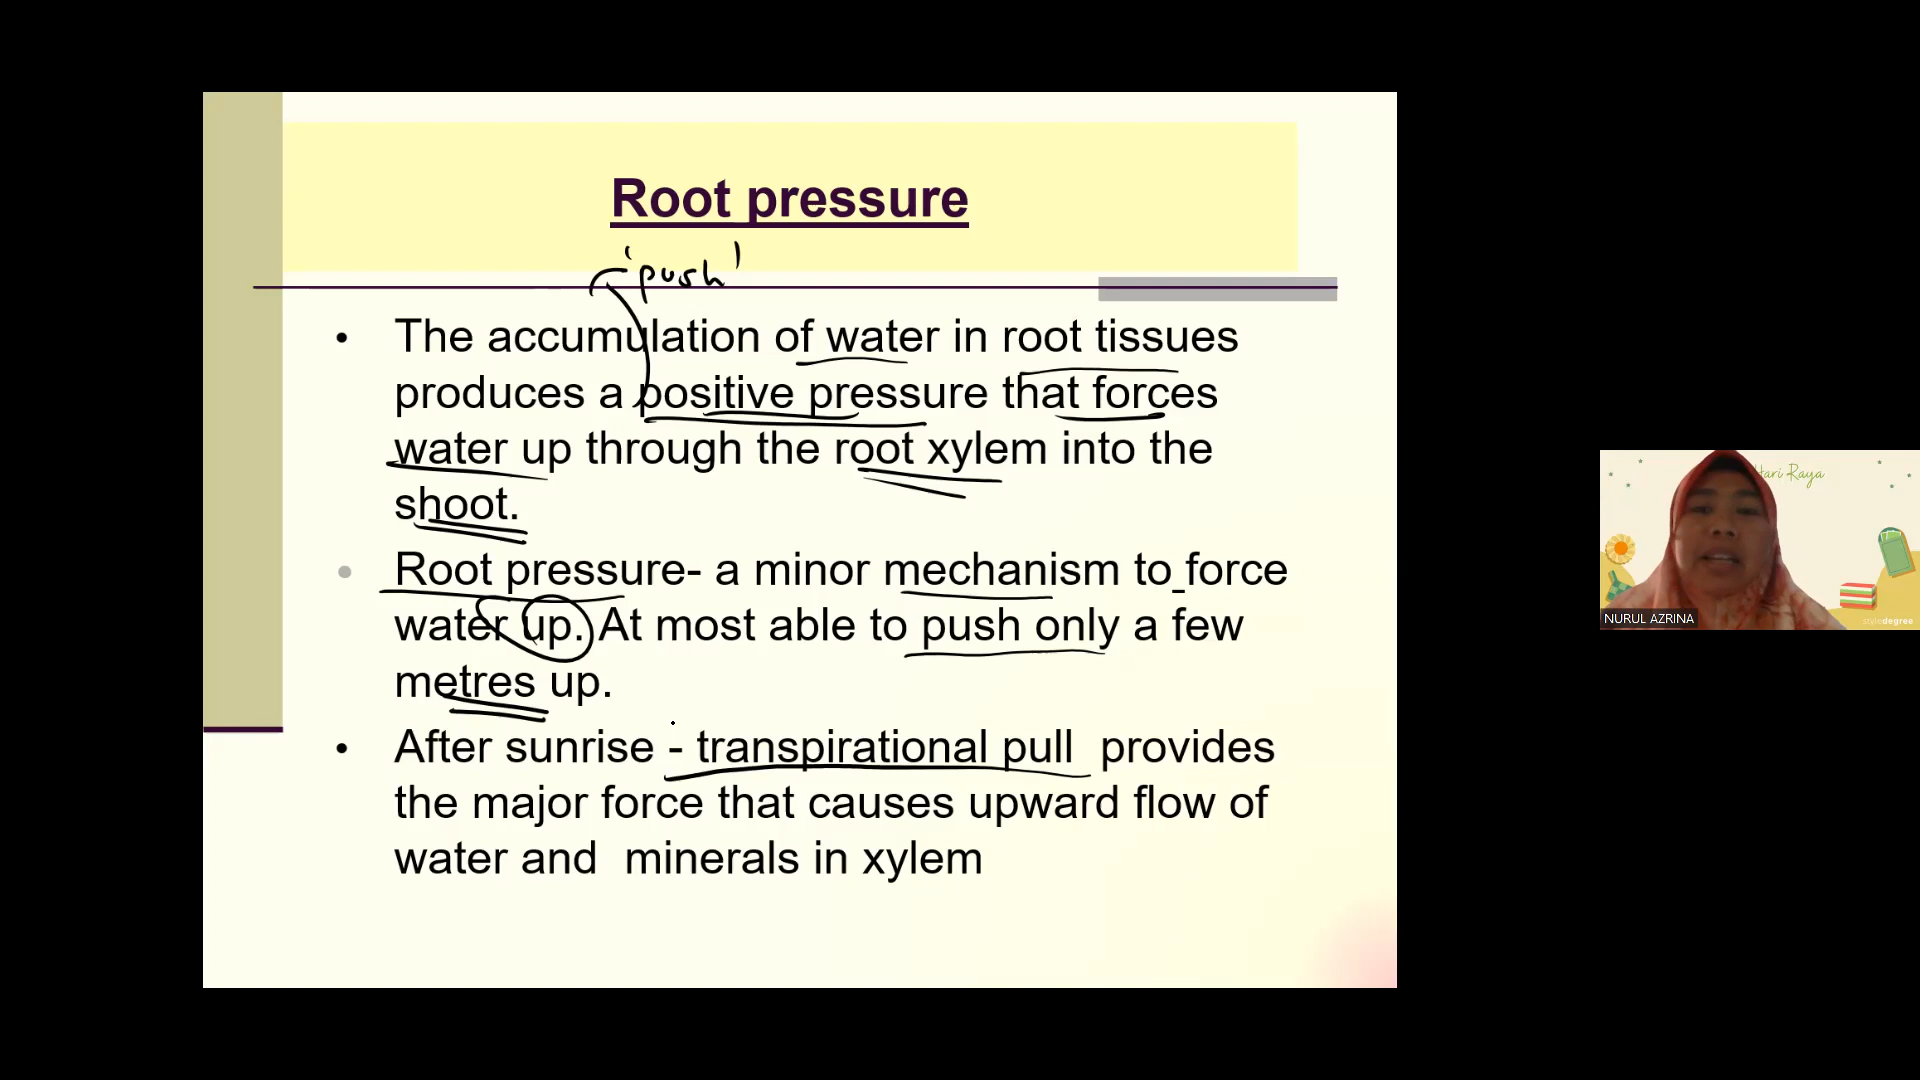 Root pressure
'push'
• The accumulation of water in root tissues
produces a positive pressure that forces
water up through the root xylem into the
shoot.
• Root pressure- a minor mechanism to force
water up. At most able to push only a few
metres up.
• After sunrise - transpirational pull provides
the major force that causes upward flow of
water and minerals in xylem
Hari Raya
NURUL AZRINA
styledegree